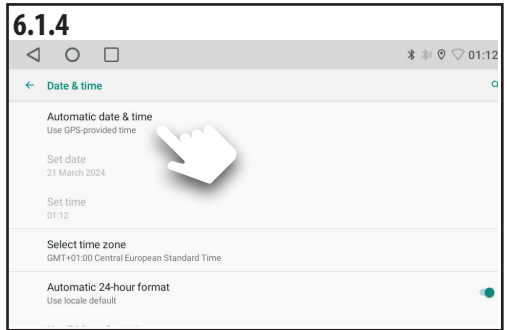 6.1.4
01:12
Date & time
Automatic date & time
Use GPS-provided time
Set date
21 March 2024
Set time
01:12
Select time zone
GMT+01:00 Central European Standard Time
Automatic 24-hour format
Use locale default